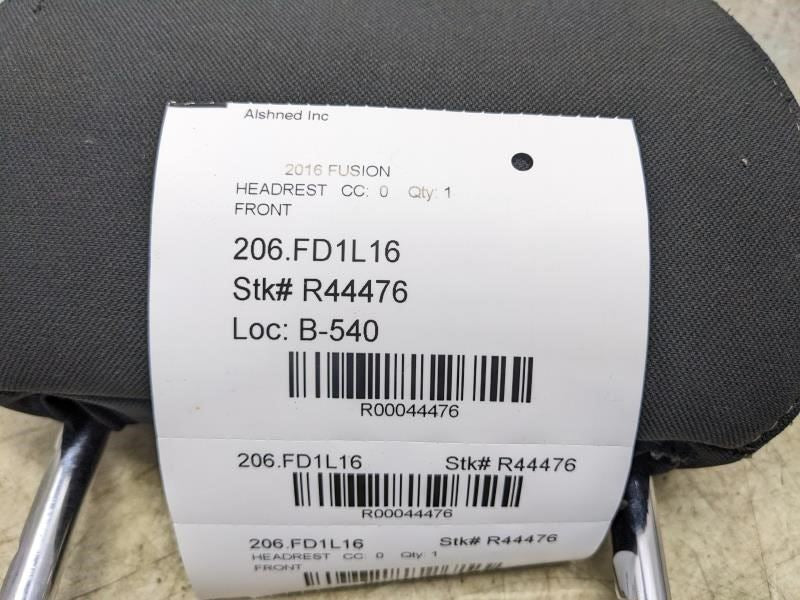 Alshned Inc
2016 FUSION
HEADREST CC: 0 Qty: 1
FRONT
206.FD1L16
Stk# R44476
Loc: B-540
R00044476
206.FD1L16 Stk# R44476
R00044476
206.FD1L16 Stk# R44476
HEADREST CC: 0 Qty: 1
FRONT